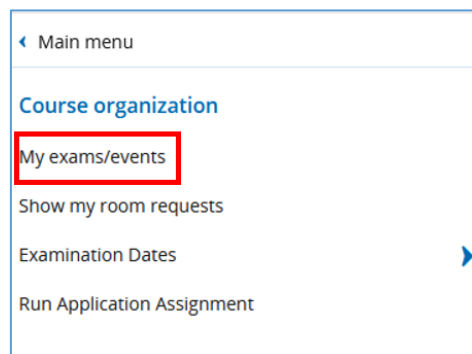 Main menu
Course organization
My exams/events
Show my room requests
Examination Dates
Run Application Assignment